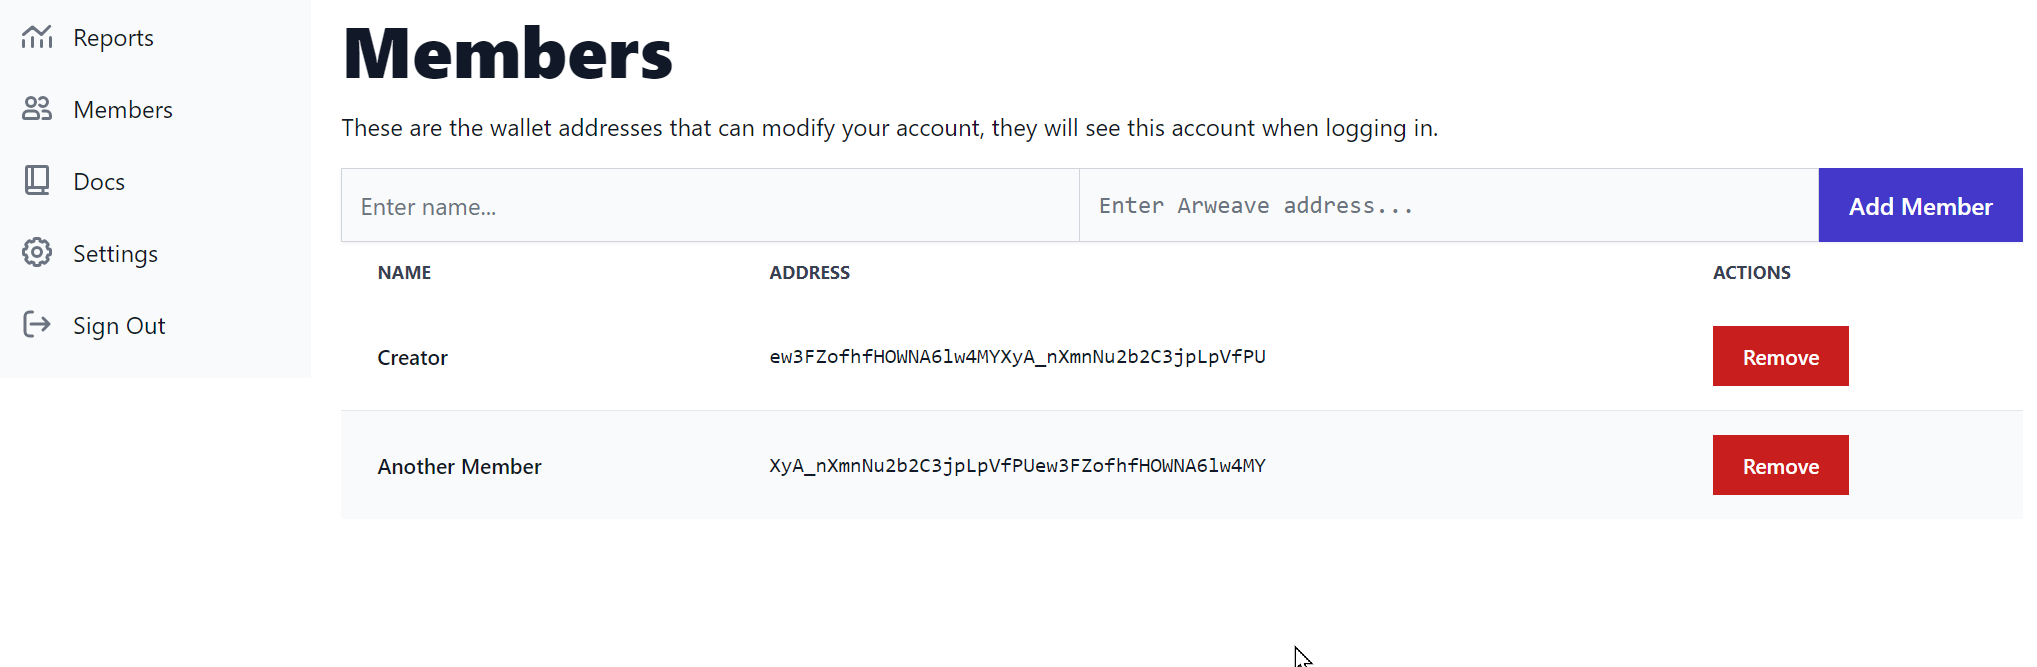 Reports
Members
Docs
Settings
Sign Out
Members
These are the wallet addresses that can modify your account, they will see this account when logging in.
Enter name... Enter Arweave address... Add Member
NAME ADDRESS ACTIONS
Creator ew3FZofhfHOWNA6lw4MYXyA_nXmnNu2b2C3jpLpVfPU Remove
Another Member XyA_nXmnNu2b2C3jpLpVfPUew3FZofhfHOWNA6lw4MY Remove